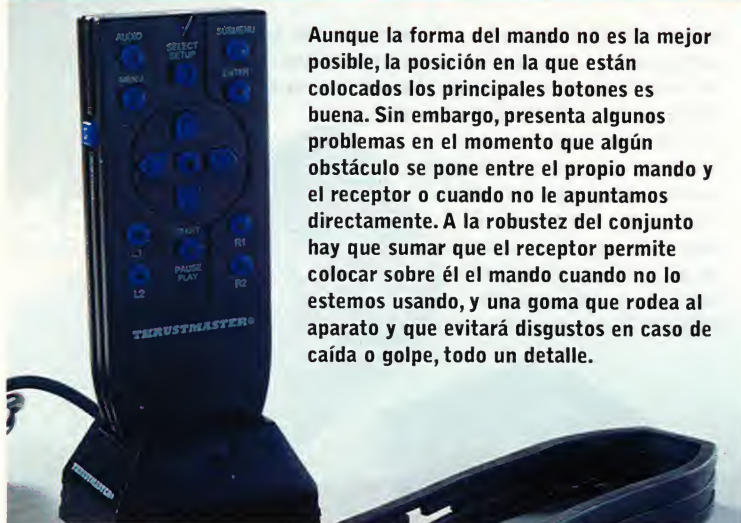 Aunque la forma del mando no es la mejor
posible, la posición en la que están
colocados los principales botones es
buena. Sin embargo, presenta algunos
problemas en el momento que algún
obstáculo se pone entre el propio mando y
el receptor o cuando no le apuntamos
directamente. A la robustez del conjunto
hay que sumar que el receptor permite
colocar sobre él el mando cuando no lo
estemos usando, y una goma que rodea al
aparato y que evitará disgustos en caso de
caída o golpe, todo un detalle.
AUDIO
SELECT
SETUP
SUBMENU
MENU
ENTER
START
L1
R1
PAUSE
PLAY
L2
R2
THRUSTMASTER®
THRUSTMASTER®